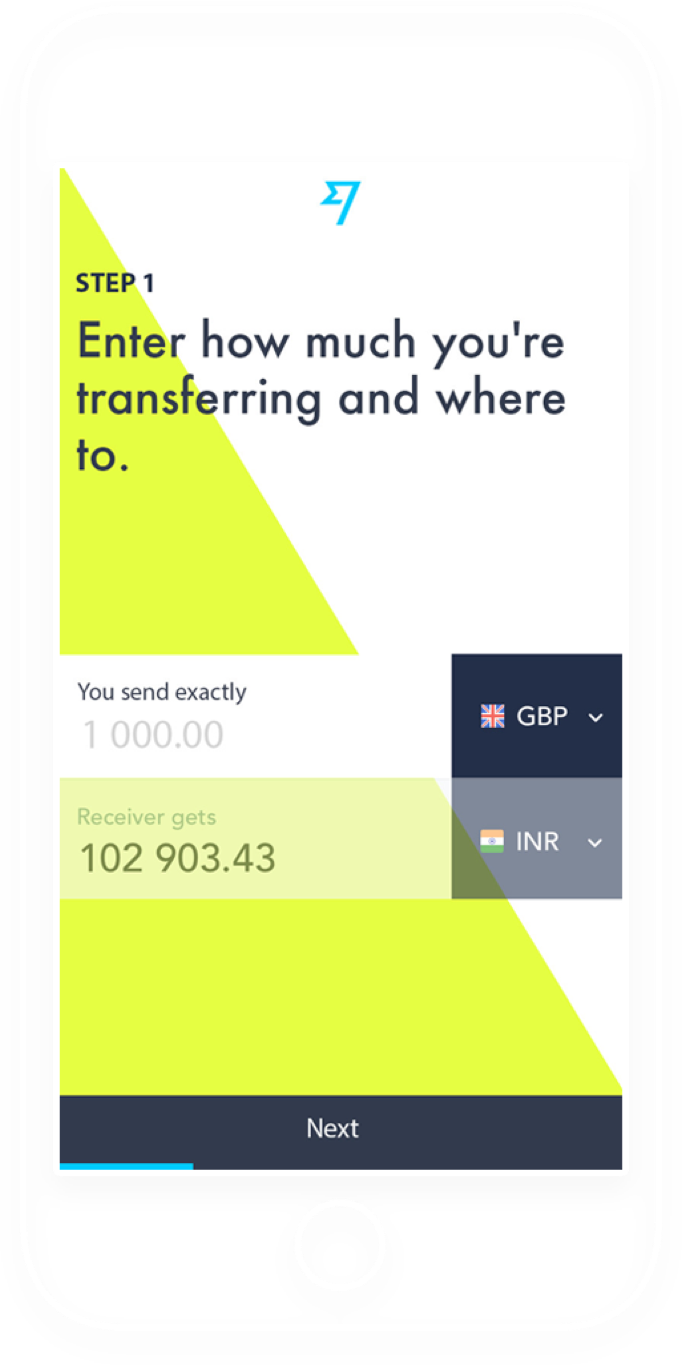 STEP 1
Enter how much you're
transferring and where
to.
You send exactly
1 000.00
GBP
Receiver gets
102 903.43
INR
Next